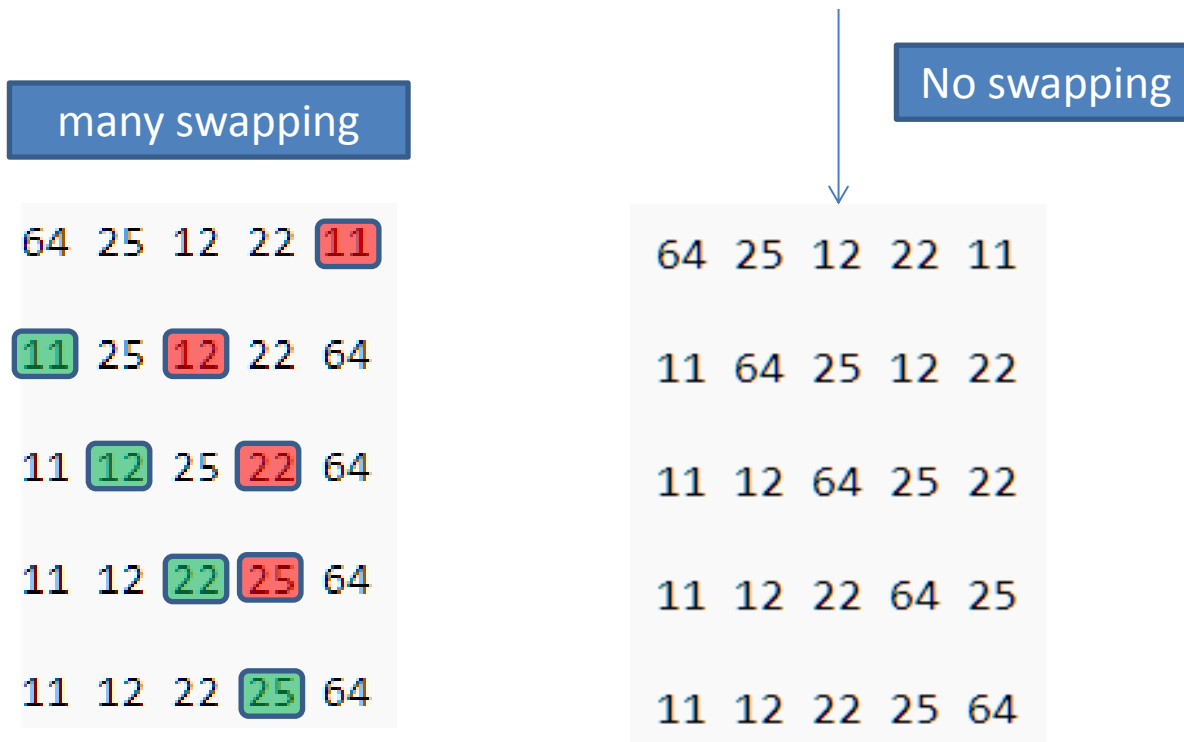 many swapping
64 25 12 22 11
11 25 12 22 64
11 12 25 22 64
11 12 22 25 64
11 12 22 25 64
No swapping
64 25 12 22 11
11 64 25 12 22
11 12 64 25 22
11 12 22 64 25
11 12 22 25 64